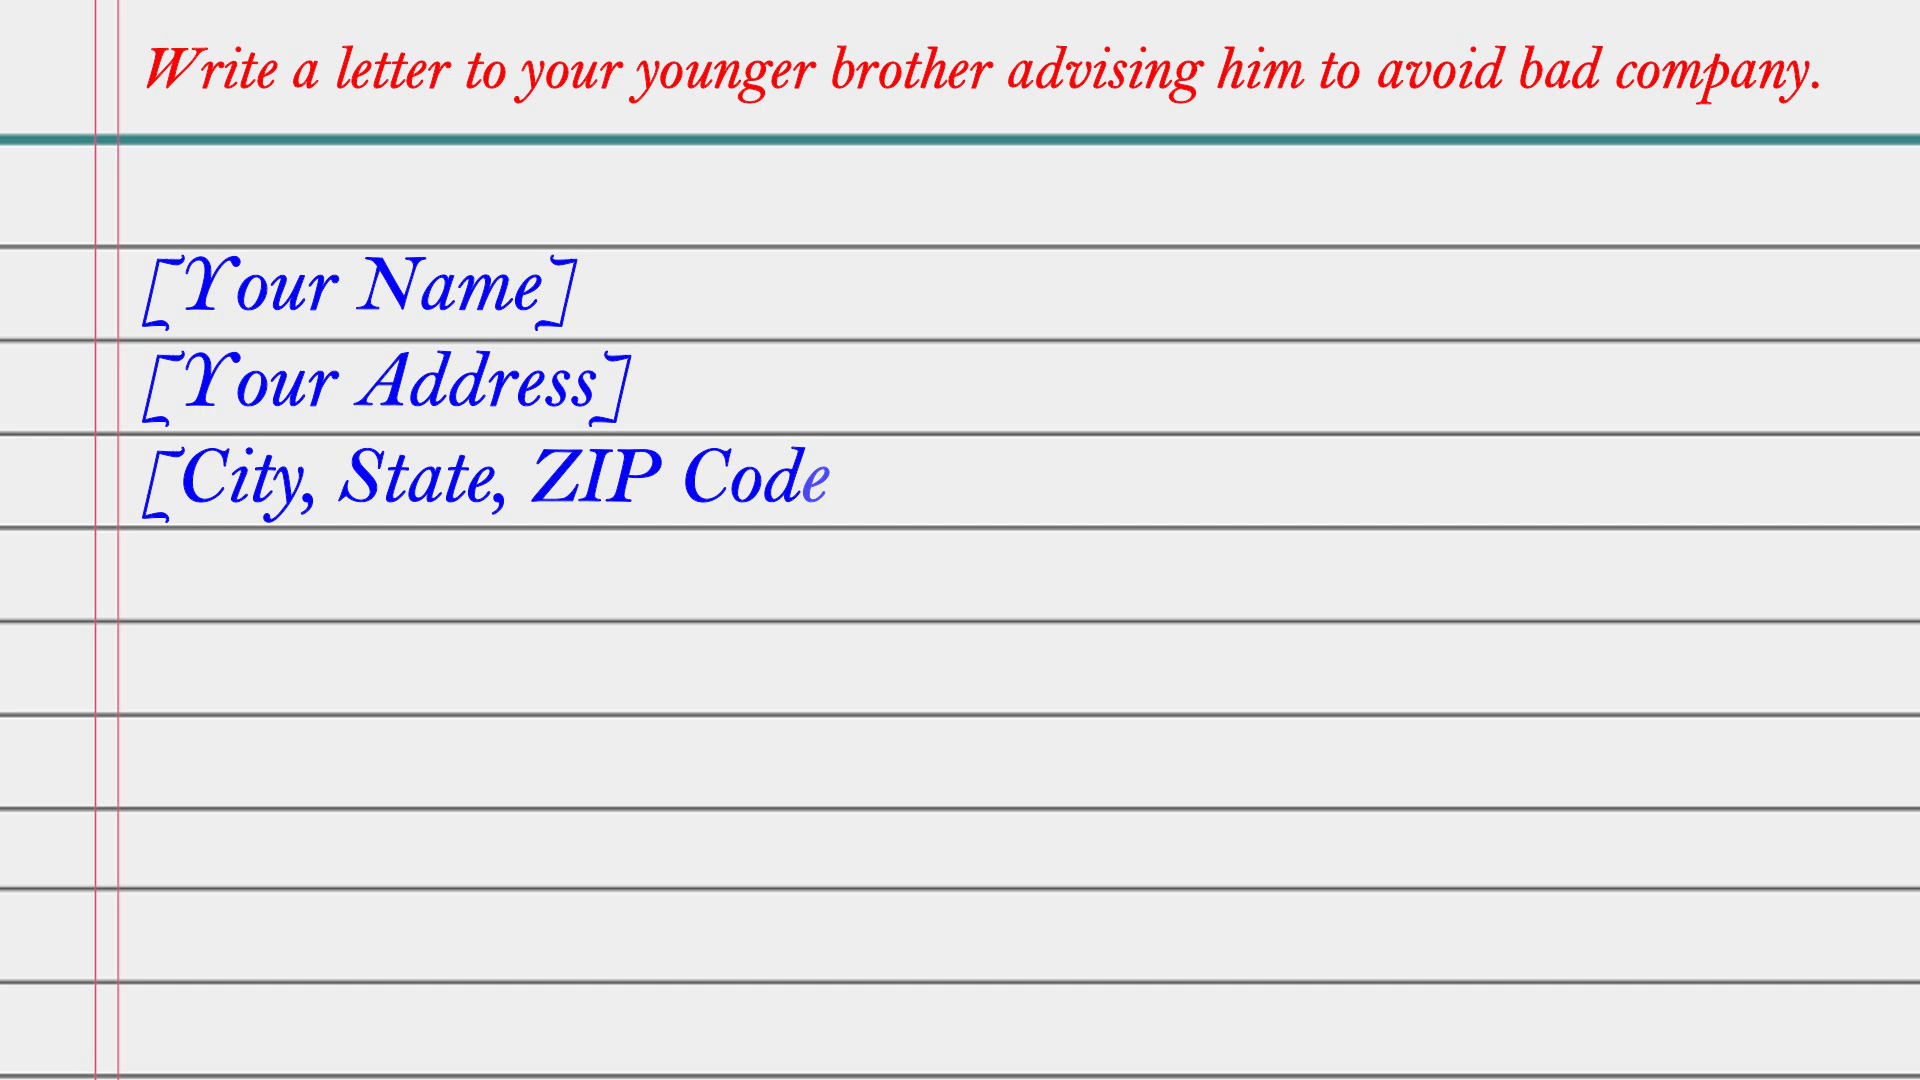 Write a letter to your younger brother advising him to avoid bad company.
[Your Name]
[Your Address]
[City, State, ZIP Code